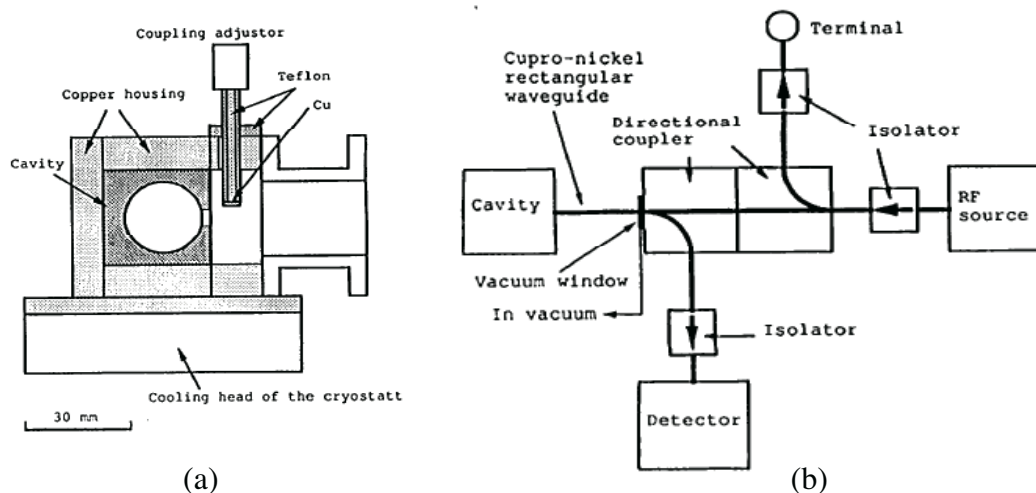 Coupling adjustor
Teflon
Cu
Copper housing
Cavity
Cooling head of the cryostatt
30 mm
(a)
Terminal
Cupro-nickel
rectangular
waveguide
Isolator
Directional
coupler
Cavity
RF
source
Vacuum window
In vacuum
Isolator
Detector
(b)